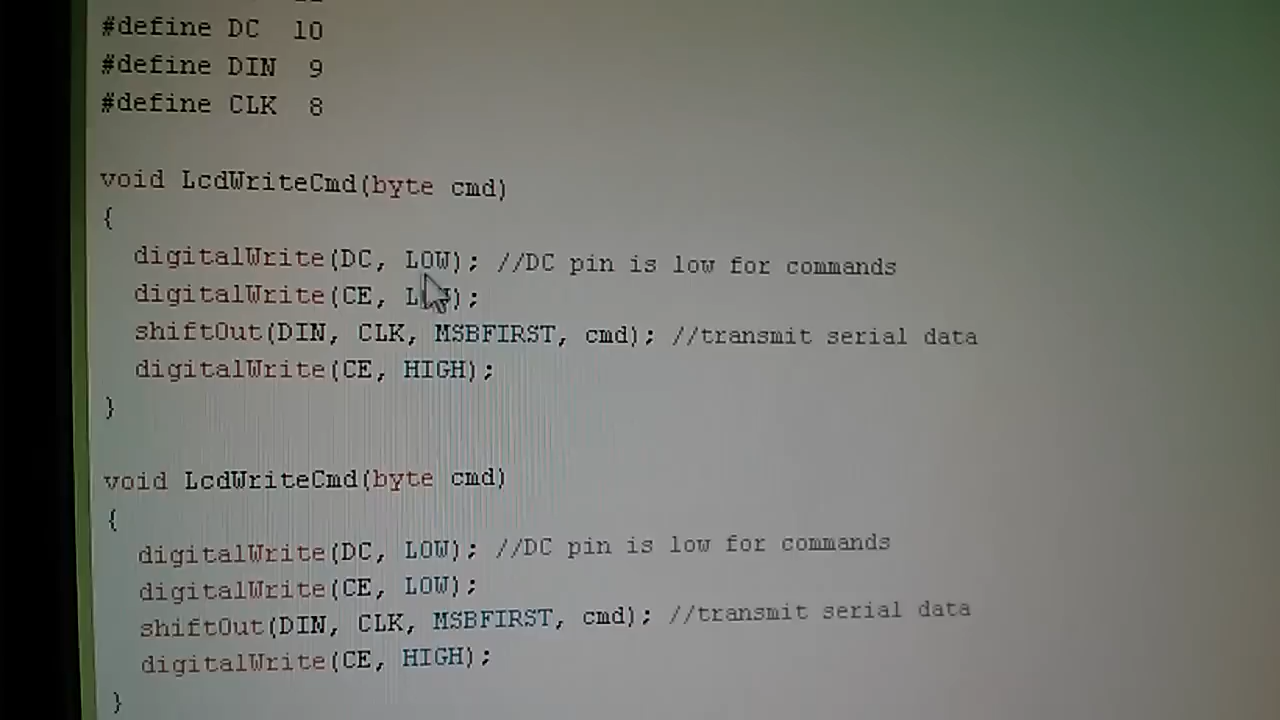 #define DC 10
#define DIN 9
#define CLK 8
void LcdWriteCmd(byte cmd)
{
digitalWrite(DC, LOW); //DC pin is low for commands
digitalWrite(CE, LOW);
shiftOut(DIN, CLK, MSBFIRST, cmd); //transmit serial data
digitalWrite(CE, HIGH);
}
void LcdWriteCmd(byte cmd)
{
digitalWrite(DC, LOW); //DC pin is low for commands
digitalWrite(CE, LOW);
shiftOut(DIN, CLK, MSBFIRST, cmd); //transmit serial data
digitalWrite(CE, HIGH);
}